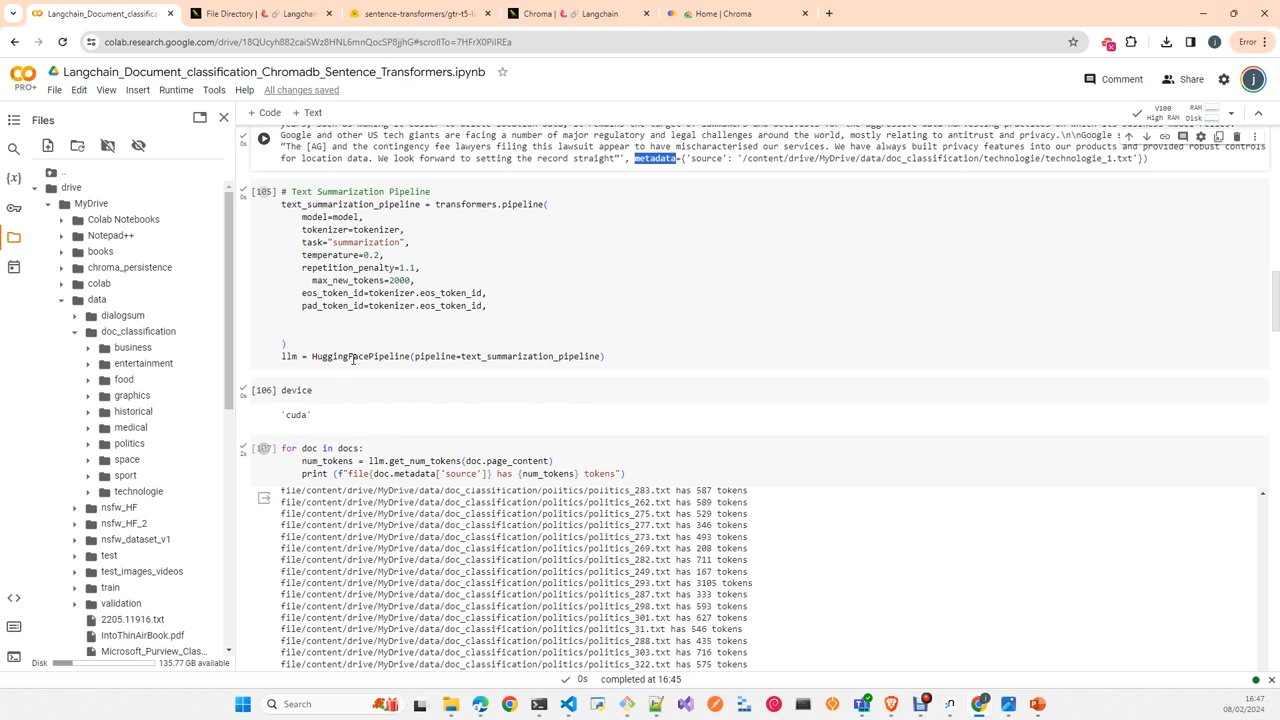 Langchain_Document_classific
File Directory | 🦜🔗 Langchain
sentence-transformers/gtr-t5-l
Chroma | 🦜🔗 Langchain
Home | Chroma
colab.research.google.com/drive/18QUcyh882caiSWz8HNL6mnQocSP8jjhG#scrollTo=7HFrX0PilREa
Error
Langchain_Document_classification_Chromadb_Sentence_Transformers.ipynb
PRO+
File Edit View Insert Runtime Tools Help All changes saved
Comment
Share
Files
+ Code + Text
V100
RAM
High RAM
Disk
Google and other US tech giants are facing a number of major regulatory and legal challenges around the world, mostly relating to antitrust and privacy.\n\nGoogle
"The [AG] and the contingency fee lawyers filing this lawsuit appear to have mischaracterised our services. We have always built privacy features into our products and provided robust controls
for location data. We look forward to setting the record straight"', metadata={'source': '/content/drive/MyDrive/data/doc_classification/technologie/technologie_1.txt'})
..
drive
MyDrive
Colab Notebooks
Notepad++
books
chroma_persistence
colab
data
dialogsum
doc_classification
business
entertainment
food
graphics
historical
medical
politics
space
sport
technologie
nsfw_HF
nsfw_HF_2
nsfw_dataset_v1
test
test_images_videos
train
validation
2205.11916.txt
IntoThinAirBook.pdf
Microsoft_Purview_Clas...
Disk 135.77 GB available
0s
[105] # Text Summarization Pipeline
0s
text_summarization_pipeline = transformers.pipeline(
model=model,
tokenizer=tokenizer,
task="summarization",
temperature=0.2,
repetition_penalty=1.1,
max_new_tokens=2000,
eos_token_id=tokenizer.eos_token_id,
pad_token_id=tokenizer.eos_token_id,
)
llm = HuggingFacePipeline(pipeline=text_summarization_pipeline)
[106] device
0s
'cuda'
[107] for doc in docs:
2s
num_tokens = llm.get_num_tokens(doc.page_content)
print (f"file{doc.metadata['source']} has {num_tokens} tokens")
file/content/drive/MyDrive/data/doc_classification/politics/politics_283.txt has 587 tokens
file/content/drive/MyDrive/data/doc_classification/politics/politics_262.txt has 589 tokens
file/content/drive/MyDrive/data/doc_classification/politics/politics_275.txt has 529 tokens
file/content/drive/MyDrive/data/doc_classification/politics/politics_277.txt has 346 tokens
file/content/drive/MyDrive/data/doc_classification/politics/politics_273.txt has 493 tokens
file/content/drive/MyDrive/data/doc_classification/politics/politics_269.txt has 208 tokens
file/content/drive/MyDrive/data/doc_classification/politics/politics_282.txt has 711 tokens
file/content/drive/MyDrive/data/doc_classification/politics/politics_249.txt has 167 tokens
file/content/drive/MyDrive/data/doc_classification/politics/politics_293.txt has 3105 tokens
file/content/drive/MyDrive/data/doc_classification/politics/politics_287.txt has 333 tokens
file/content/drive/MyDrive/data/doc_classification/politics/politics_298.txt has 593 tokens
file/content/drive/MyDrive/data/doc_classification/politics/politics_301.txt has 627 tokens
file/content/drive/MyDrive/data/doc_classification/politics/politics_31.txt has 546 tokens
file/content/drive/MyDrive/data/doc_classification/politics/politics_288.txt has 435 tokens
file/content/drive/MyDrive/data/doc_classification/politics/politics_303.txt has 716 tokens
file/content/drive/MyDrive/data/doc_classification/politics/politics_322.txt has 575 tokens
0s completed at 16:45
Search
16:47
08/02/2024